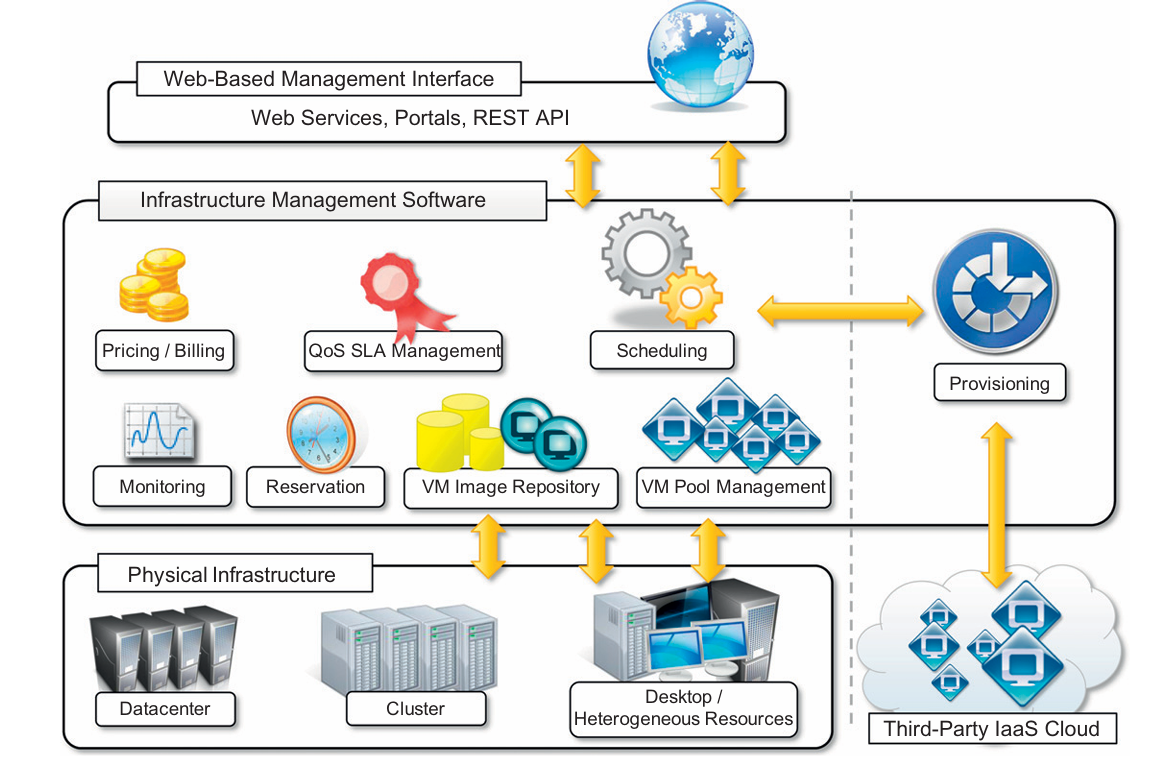 Web-Based Management Interface
Web Services, Portals, REST API
Infrastructure Management Software
Pricing / Billing
QoS SLA Management
Scheduling
Provisioning
Monitoring
Reservation
VM Image Repository
VM Pool Management
Physical Infrastructure
Datacenter
Cluster
Desktop /
Heterogeneous Resources
Third-Party IaaS Cloud